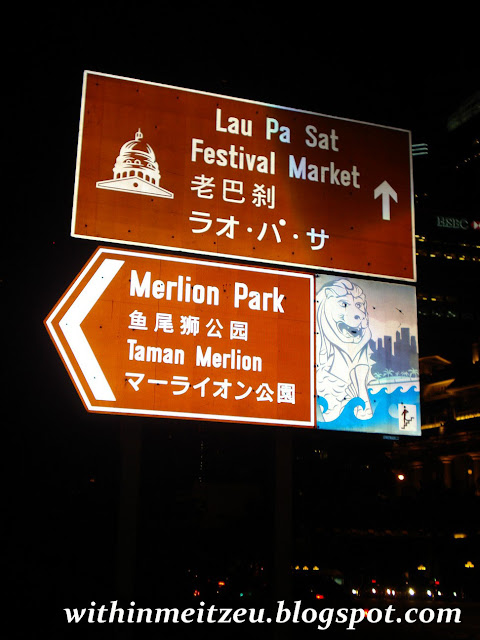 Lau Pa Sat
Festival Market
老巴刹
ラオ・パ・サ
Merlion Park
鱼尾狮公园
Taman Merlion
マーライオン公園
HSBC
withinmeitzeu.blogspot.com